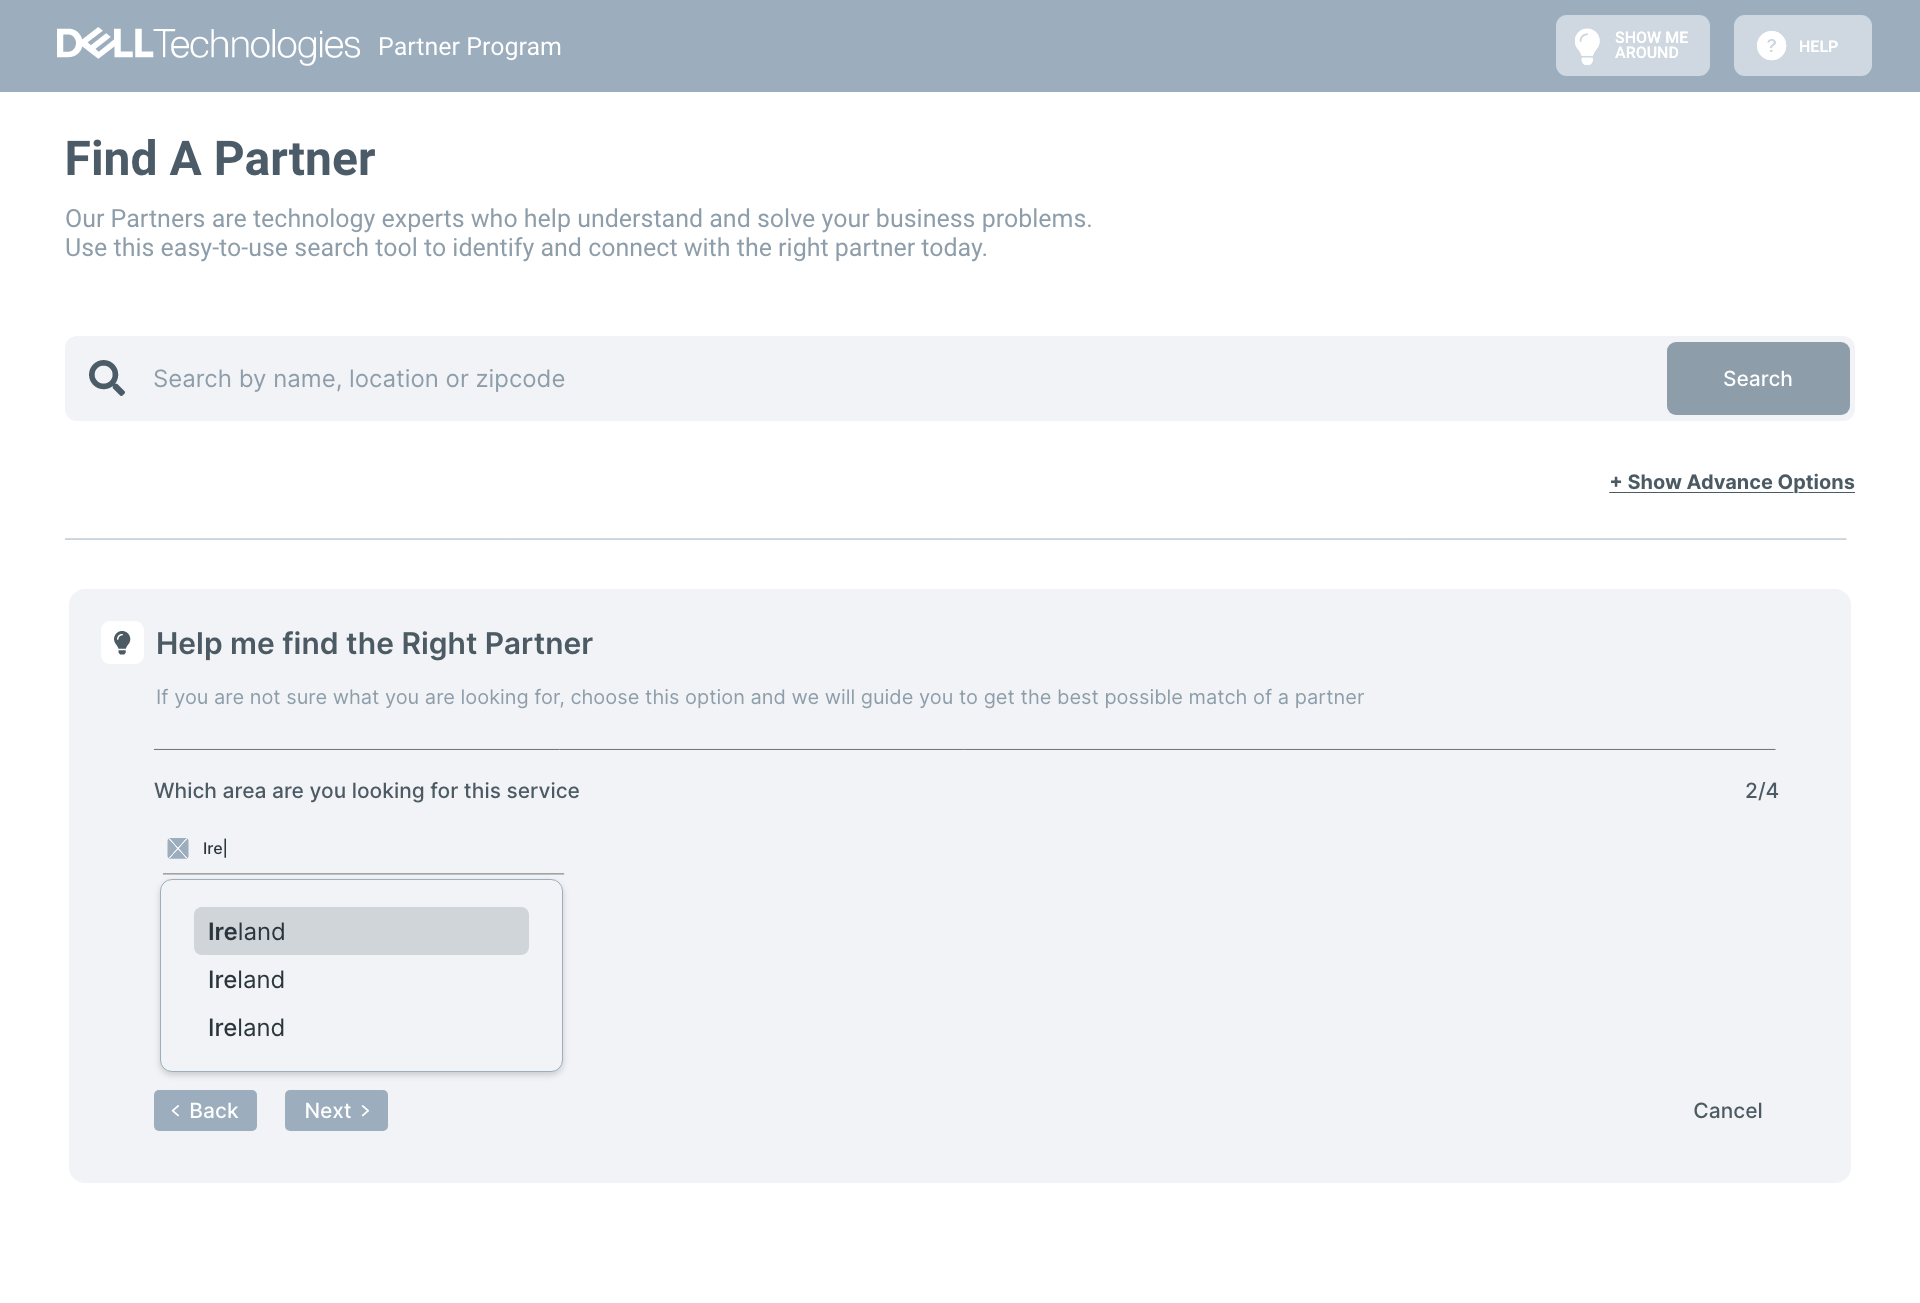 DELLTechnologies Partner Program
SHOW ME
AROUND
? HELP
Find A Partner
Our Partners are technology experts who help understand and solve your business problems.
Use this easy-to-use search tool to identify and connect with the right partner today.
Search by name, location or zipcode
Search
+ Show Advance Options
Help me find the Right Partner
If you are not sure what you are looking for, choose this option and we will guide you to get the best possible match of a partner
Which area are you looking for this service
2/4
Ire
Ireland
Ireland
Ireland
< Back
Next >
Cancel